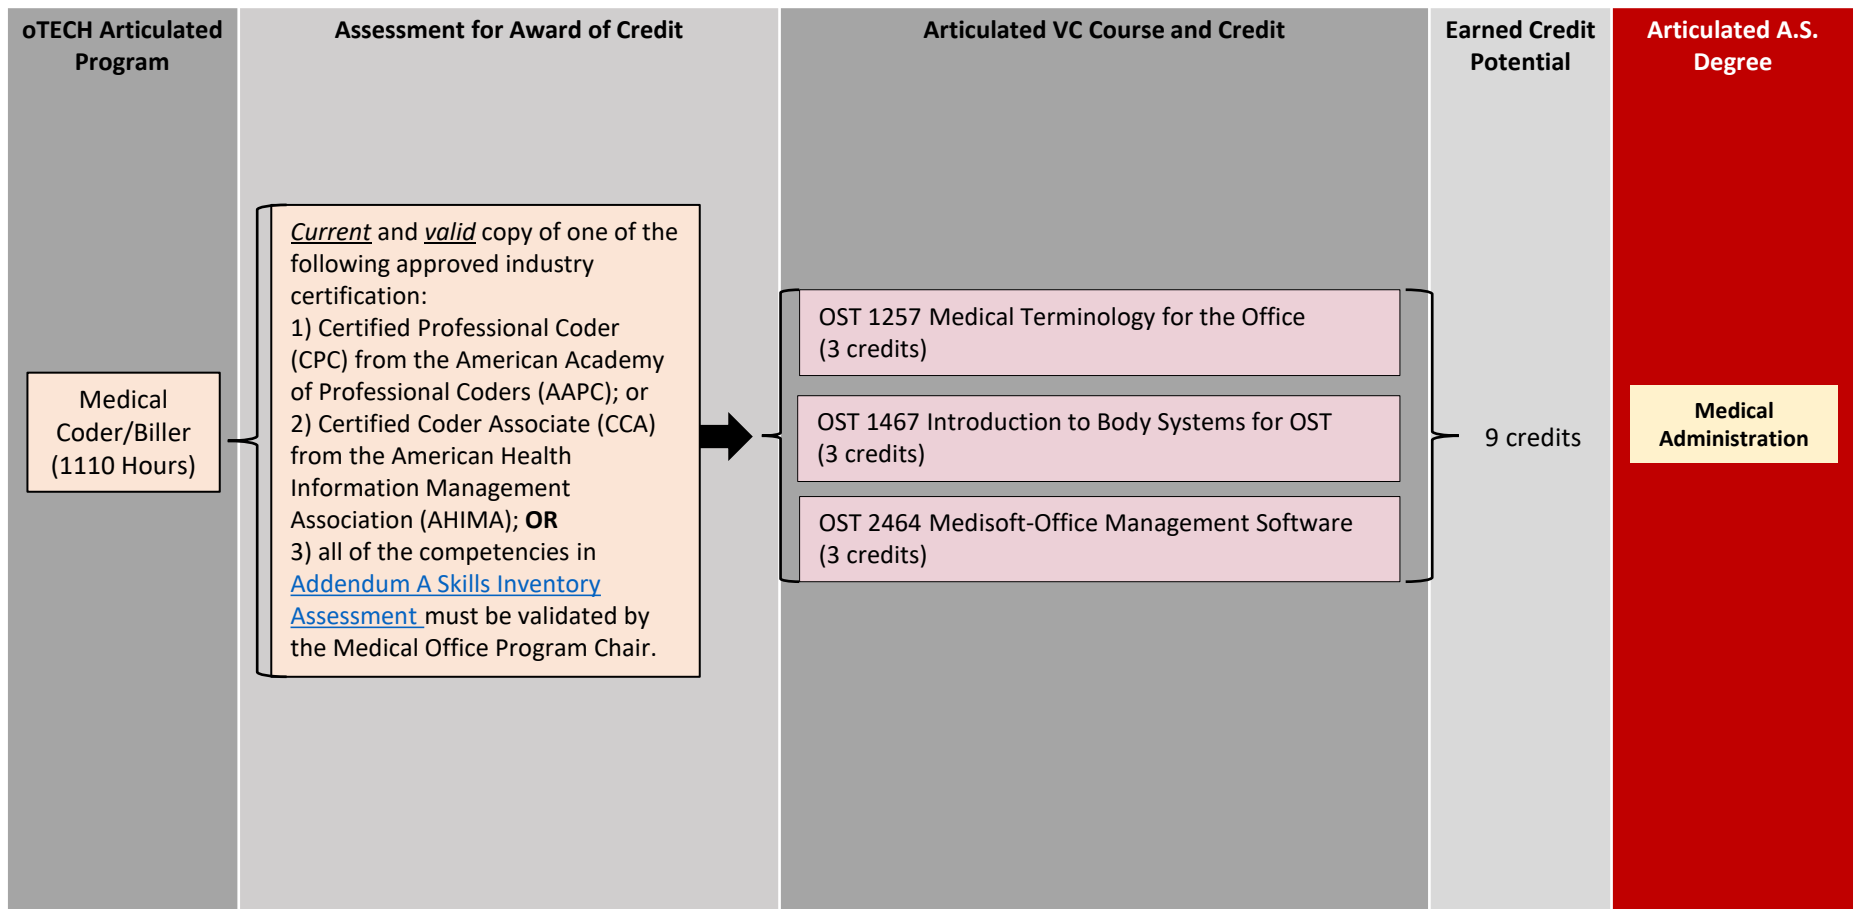 oTECH Articulated
Program
Assessment for Award of Credit
Articulated VC Course and Credit
Earned Credit
Potential
Articulated A.S.
Degree
Medical
Coder/Biller
(1110 Hours)
Current and valid copy of one of the
following approved industry
certification:
1) Certified Professional Coder
(CPC) from the American Academy
of Professional Coders (AAPC); or
2) Certified Coder Associate (CCA)
from the American Health
Information Management
Association (AHIMA); OR
3) all of the competencies in
Addendum A Skills Inventory
Assessment must be validated by
the Medical Office Program Chair.
OST 1257 Medical Terminology for the Office
(3 credits)
OST 1467 Introduction to Body Systems for OST
(3 credits)
OST 2464 Medisoft-Office Management Software
(3 credits)
9 credits
Medical
Administration